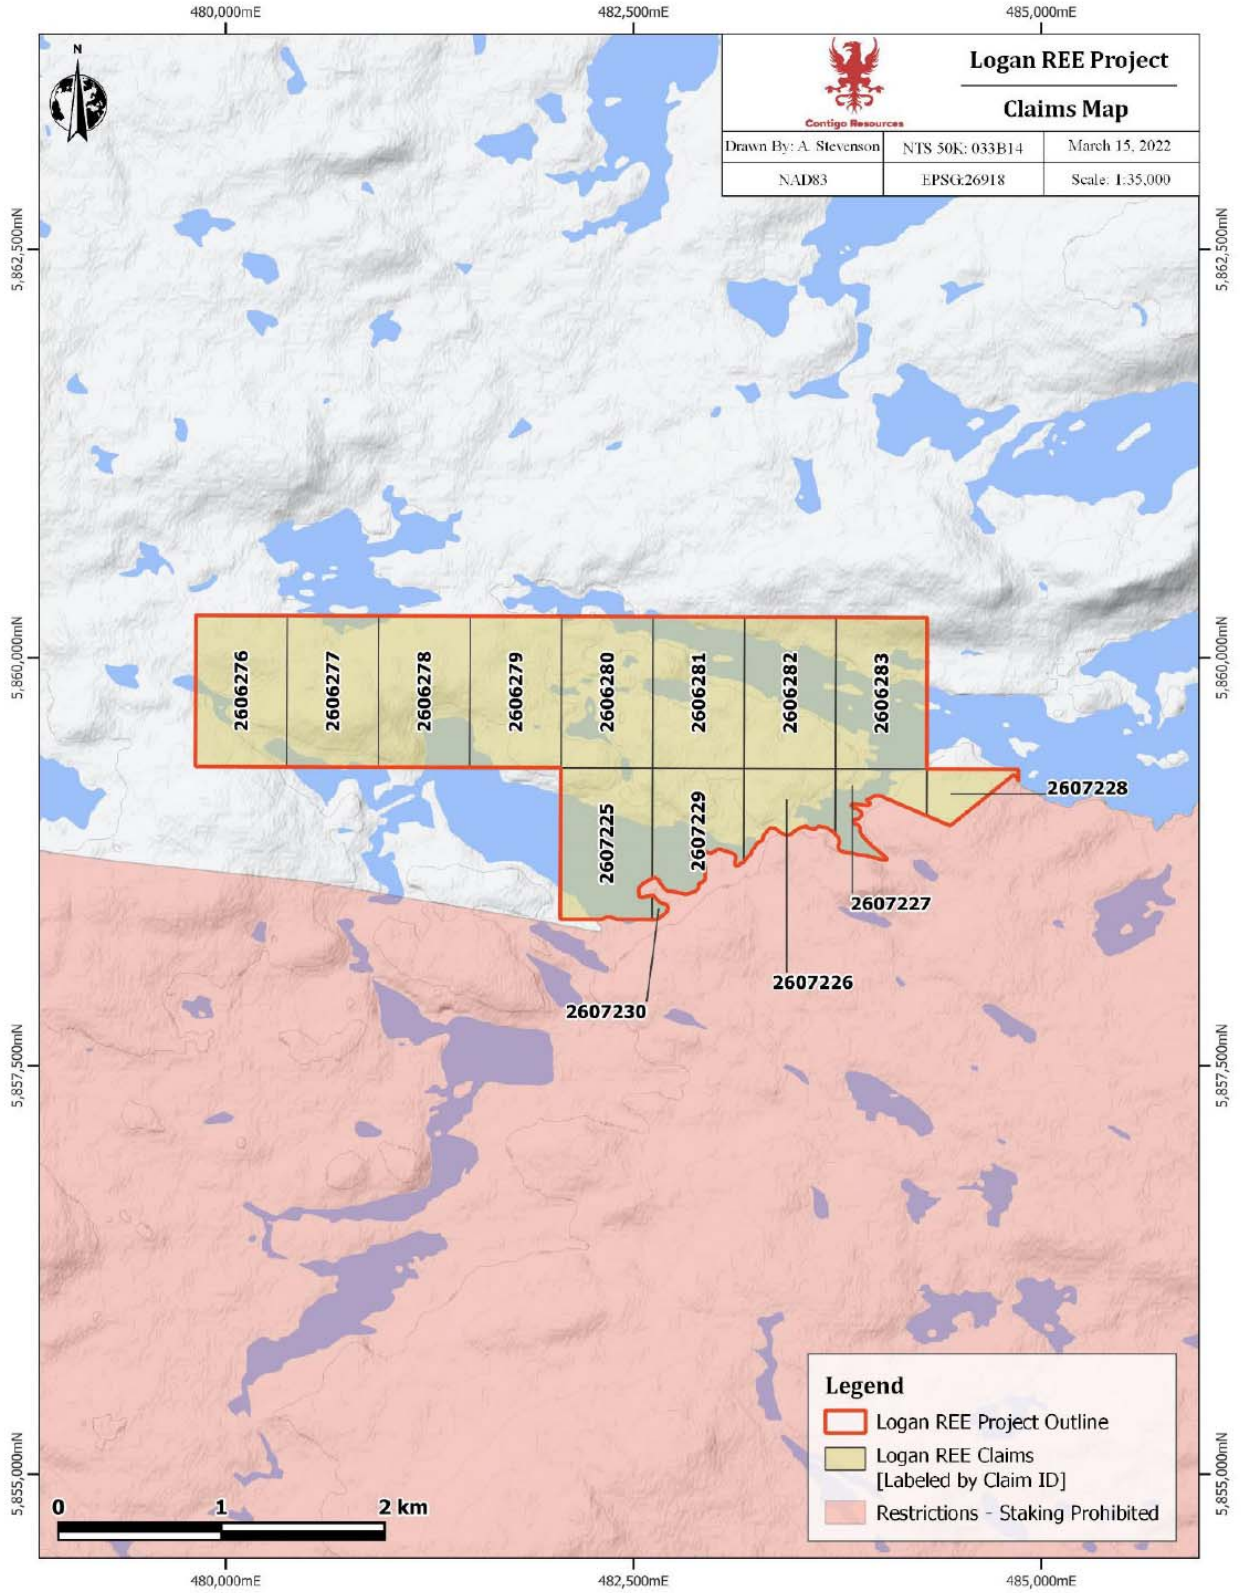 480,000mE
482,500mE
485,000mE
N
Contigo Resources
Logan REE Project
Claims Map
Drawn By: A. Stevenson
NTS 50K: 033B14
March 15, 2022
NAD83
EPSG:26918
Scale: 1:35,000
5,862,500mN
5,862,500mN
5,860,000mN
5,860,000mN
2606276
2606277
2606278
2606279
2606280
2606281
2606282
2606283
2607225
2607229
2607228
2607227
2607226
2607230
5,857,500mN
5,857,500mN
5,855,000mN
5,855,000mN
Legend
Logan REE Project Outline
Logan REE Claims
[Labeled by Claim ID]
Restrictions - Staking Prohibited
0 1 2 km
480,000mE
482,500mE
485,000mE